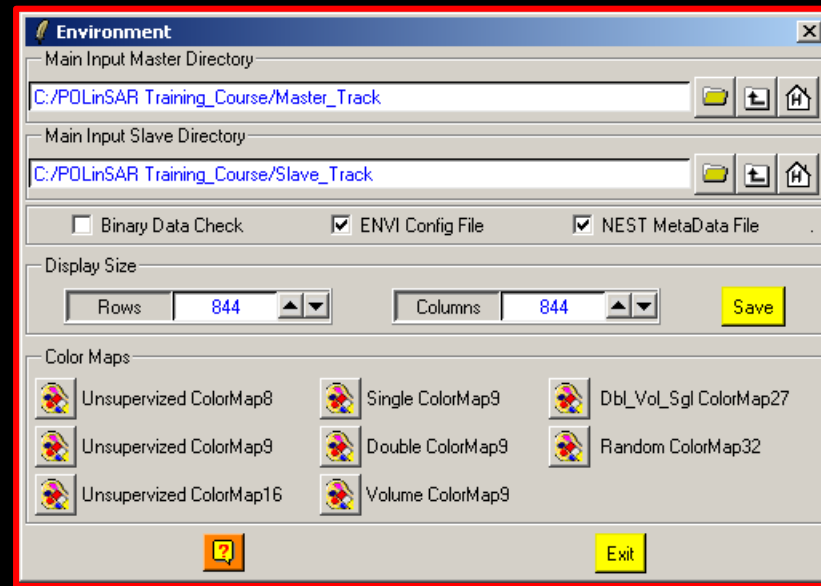 Environment
Main Input Master Directory
C:/POLinSAR Training_Course/Master_Track
H
Main Input Slave Directory
C:/POLinSAR Training_Course/Slave_Track
H
Binary Data Check ENVI Config File NEST MetaData File .
Display Size
Rows 844 Columns 844 Save
Color Maps
Unsupervized ColorMap8 Single ColorMap9 Dbl_Vol_Sgl ColorMap27
Unsupervized ColorMap9 Double ColorMap9 Random ColorMap32
Unsupervized ColorMap16 Volume ColorMap9
? Exit